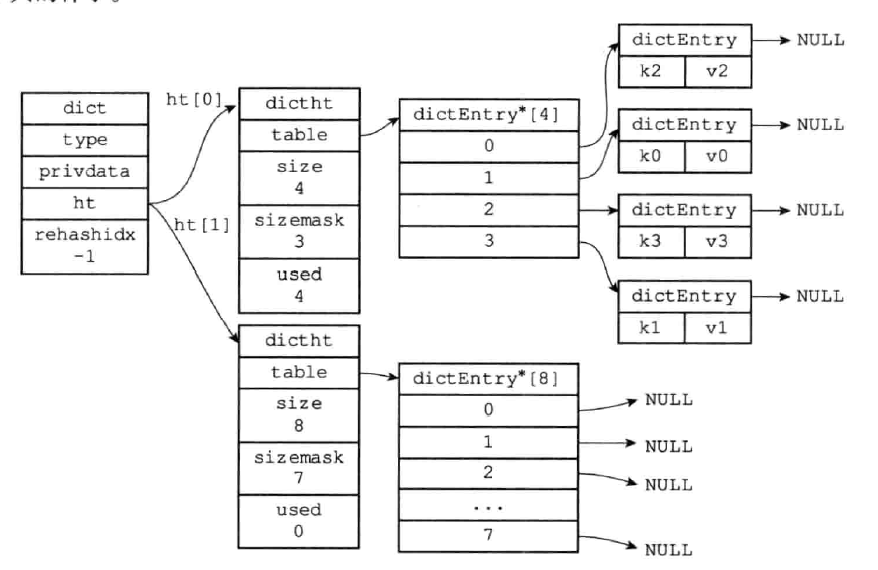 dict
type
privdata
ht
rehashidx
-1
ht[0]
ht[1]
dictht
table
size
4
sizemask
3
used
4
dictEntry*[4]
0
1
2
3
dictEntry
k2 v2
NULL
dictEntry
k0 v0
NULL
dictEntry
k3 v3
NULL
dictEntry
k1 v1
NULL
dictht
table
size
8
sizemask
7
used
0
dictEntry*[8]
0
1
2
...
7
NULL
NULL
NULL
NULL